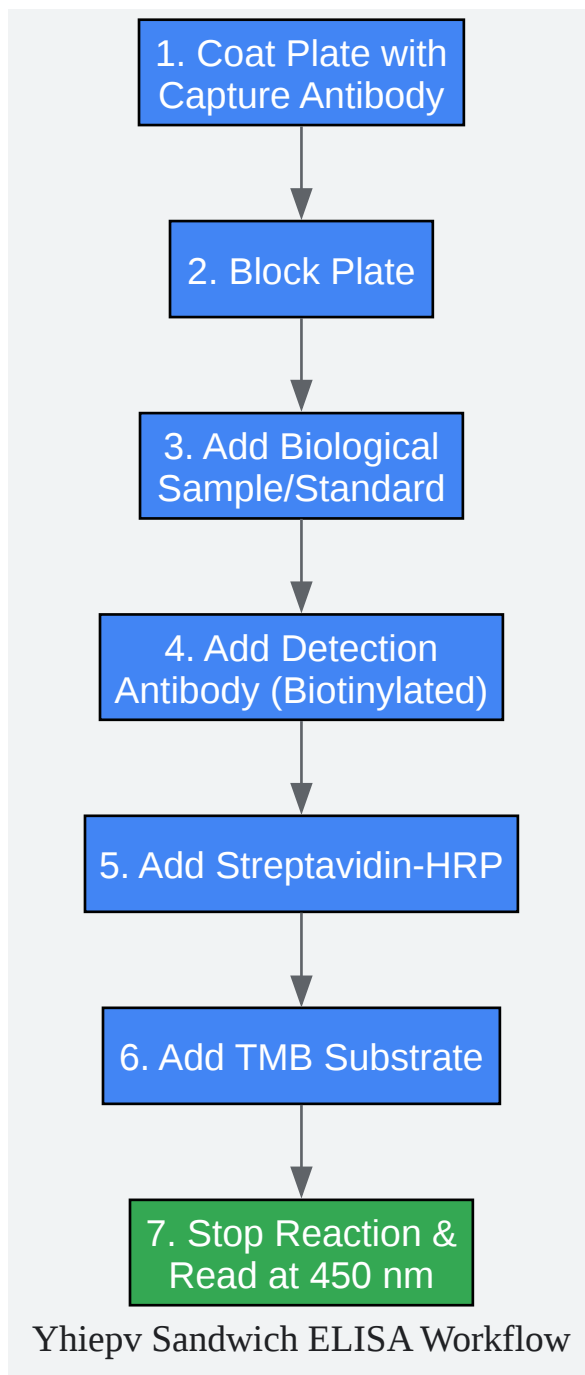 1. Coat Plate with
Capture Antibody
2. Block Plate
3. Add Biological
Sample/Standard
4. Add Detection
Antibody (Biotinylated)
5. Add Streptavidin-HRP
6. Add TMB Substrate
7. Stop Reaction &
Read at 450 nm
Yhiepv Sandwich ELISA Workflow